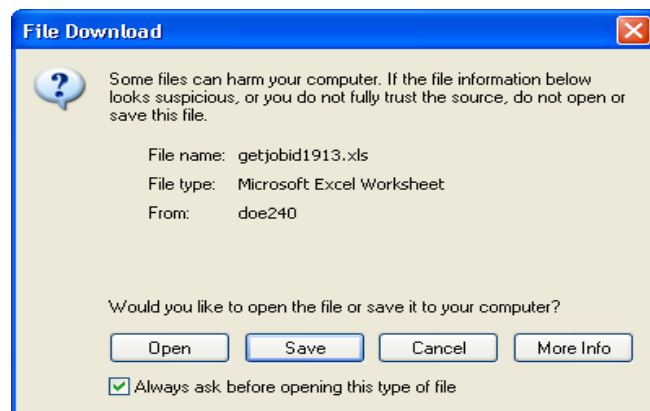 File Download
Some files can harm your computer. If the file information below
looks suspicious, or you do not fully trust the source, do not open or
save this file.
File name: getjobid1913.xls
File type: Microsoft Excel Worksheet
From: doe240
Would you like to open the file or save it to your computer?
Open Save Cancel More Info
Always ask before opening this type of file